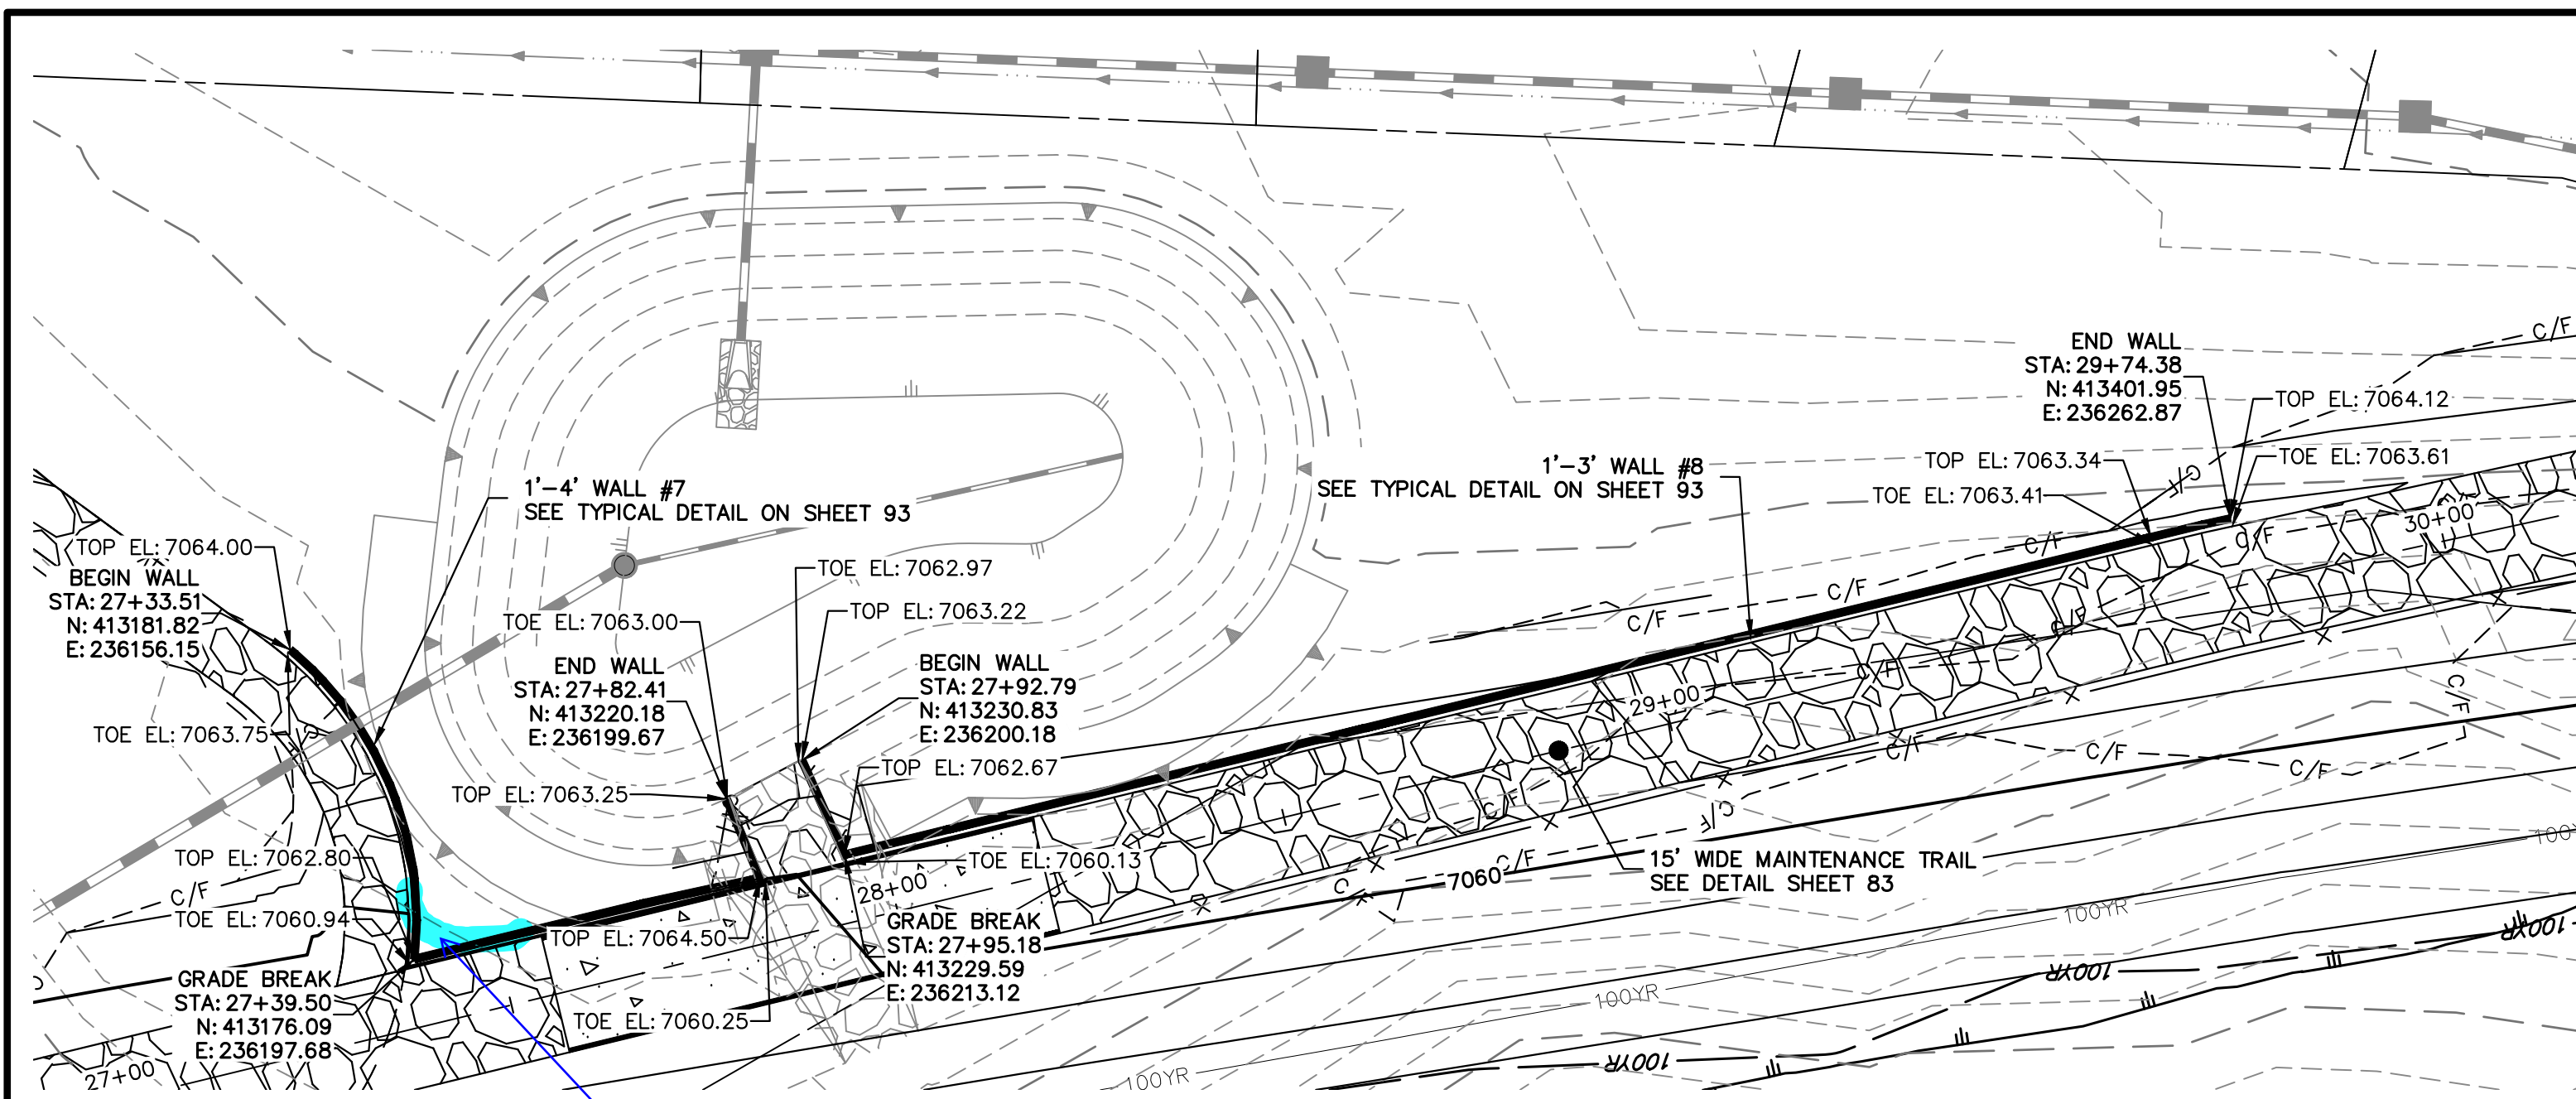 C/F
END WALL
STA: 29+74.38
N: 413401.95
E: 236262.87
TOP EL: 7064.12
TOP EL: 7063.34
TOE EL: 7063.61
TOE EL: 7063.41
C/F
1'-3' WALL #8
SEE TYPICAL DETAIL ON SHEET 93
1'-4' WALL #7
SEE TYPICAL DETAIL ON SHEET 93
30+00
C/F
C/F
TOP EL: 7064.00
BEGIN WALL
STA: 27+33.51
N: 413181.82
E: 236156.15
TOE EL: 7063.75
TOE EL: 7062.97
TOP EL: 7063.22
TOE EL: 7063.00
C/F
C/F
C/F
END WALL
STA: 27+82.41
N: 413220.18
E: 236199.67
BEGIN WALL
STA: 27+92.79
N: 413230.83
E: 236200.18
C/F
C/F
29+00
C/F
C/F
C/F
TOP EL: 7062.67
TOP EL: 7063.25
C/F
C/F
TOP EL: 7062.80
TOE EL: 7060.13
C/F
15' WIDE MAINTENANCE TRAIL
SEE DETAIL SHEET 83
7060
28+00
C/F
TOE EL: 7060.94
100YR
100YR
GRADE BREAK
STA: 27+95.18
N: 413229.59
E: 236213.12
TOP EL: 7064.50
100YR
GRADE BREAK
STA: 27+39.50
N: 413176.09
E: 236197.68
100YR
100YR
TOE EL: 7060.25
100YR
27+00
100YR